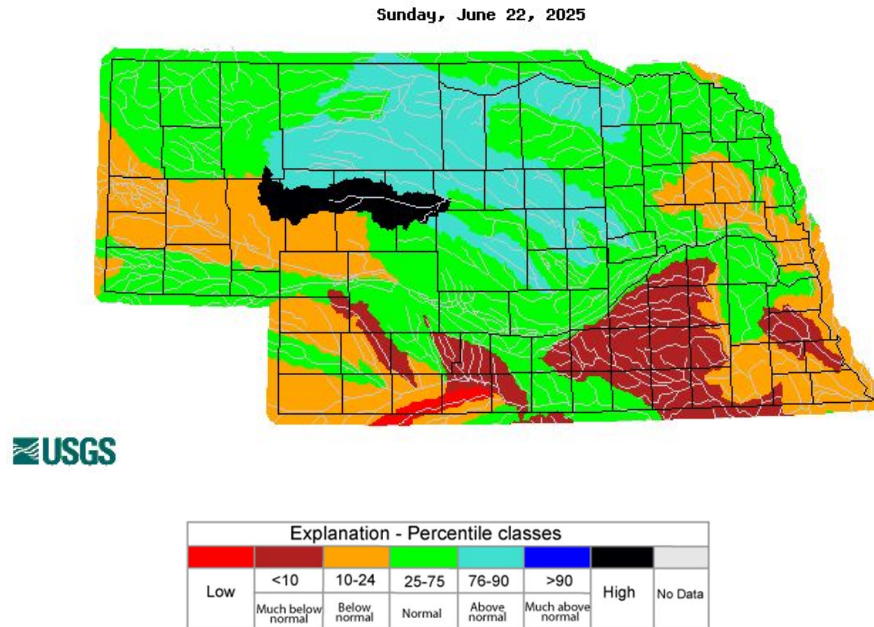 Sunday, June 22, 2025
USGS
Explanation - Percentile classes
Low
<10
10-24
25-75
76-90
>90
High
No Data
Much below
normal
Below
normal
Normal
Above
normal
Much above
normal